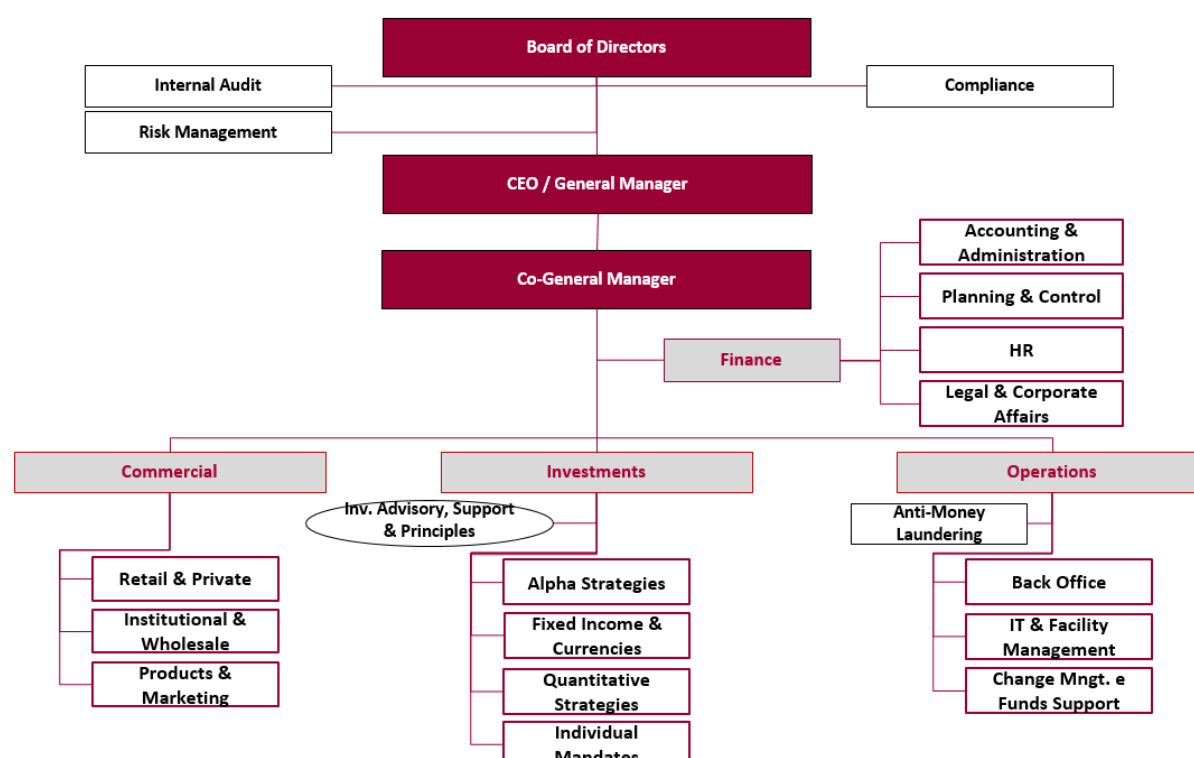 Board of Directors
Internal Audit
Compliance
Risk Management
CEO / General Manager
Accounting &
Administration
Co-General Manager
Planning & Control
Finance
HR
Legal & Corporate
Affairs
Commercial
Investments
Operations
Inv. Advisory, Support
& Principles
Anti-Money
Laundering
Retail & Private
Institutional &
Wholesale
Products &
Marketing
Alpha Strategies
Fixed Income &
Currencies
Quantitative
Strategies
Individual
Mandates
Back Office
IT & Facility
Management
Change Mngt. e
Funds Support